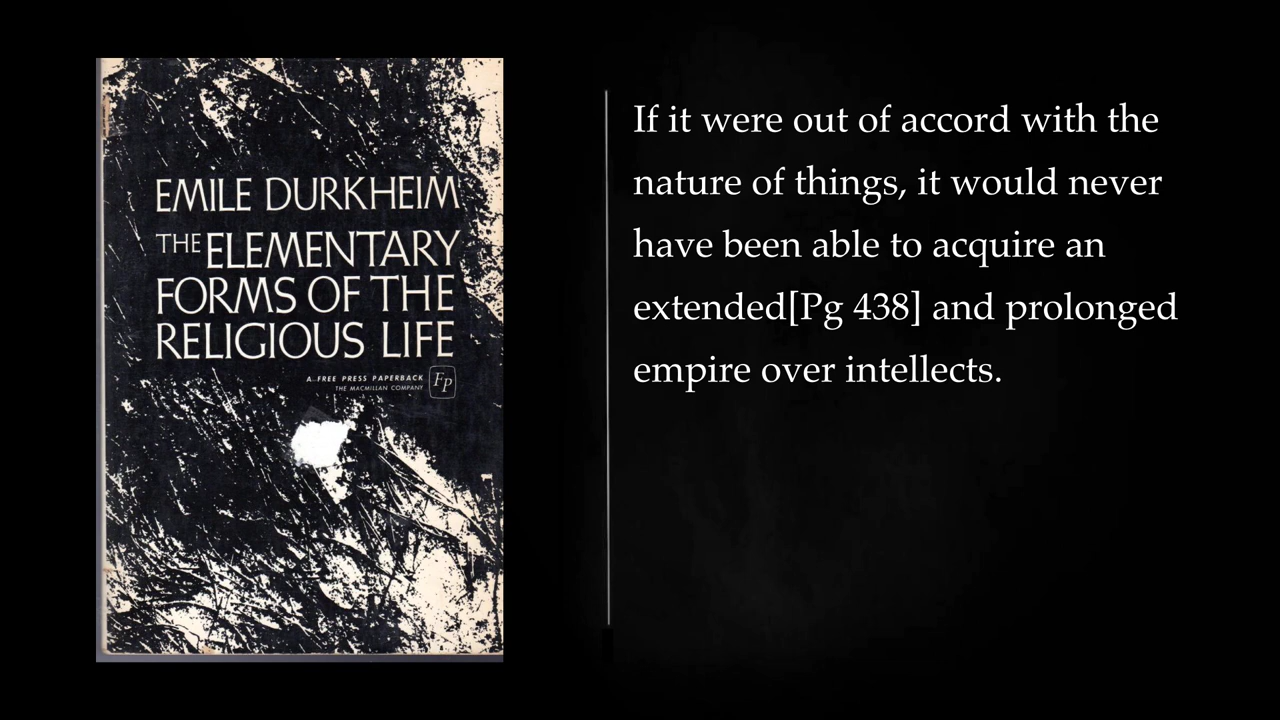 EMILE DURKHEIM
THE ELEMENTARY
FORMS OF THE
RELIGIOUS LIFE
A FREE PRESS PAPERBACK
THE MACMILLAN COMPANY
FP
If it were out of accord with the
nature of things, it would never
have been able to acquire an
extended[Pg 438] and prolonged
empire over intellects.